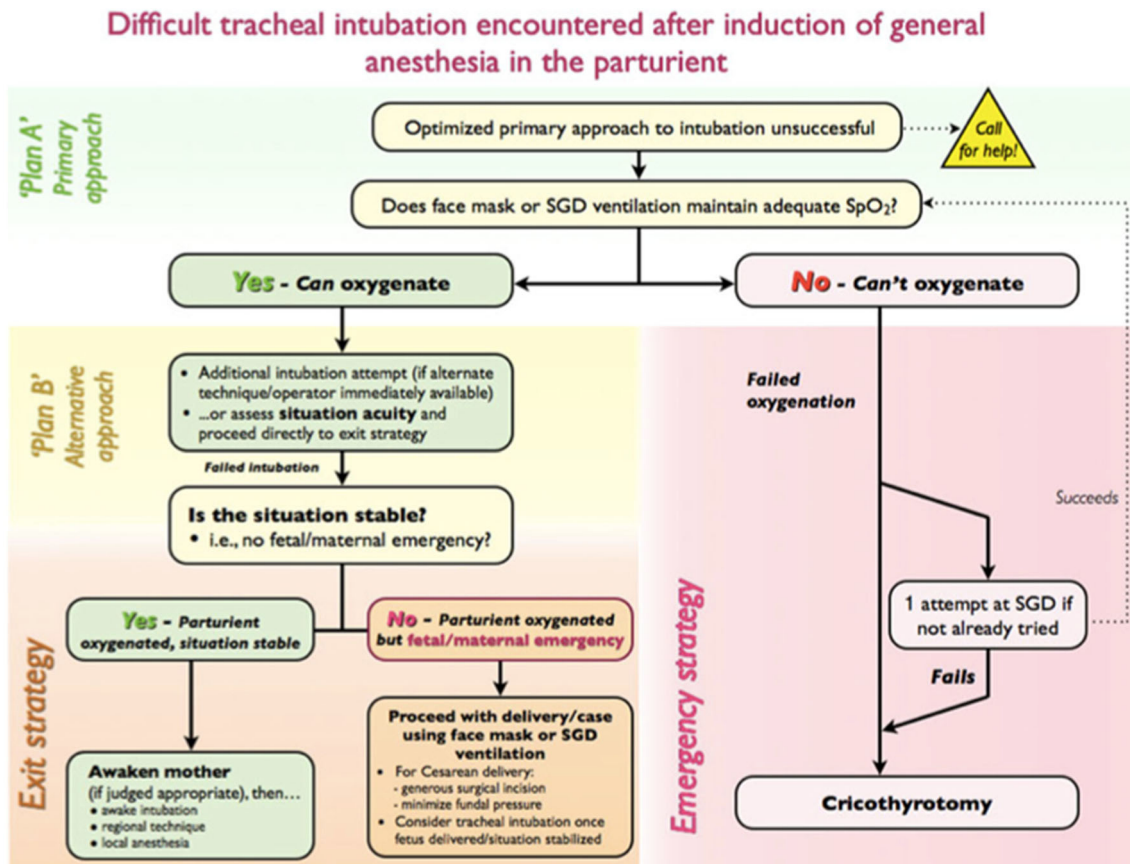 Difficult tracheal intubation encountered after induction of general
anesthesia in the parturient
'Plan A'
Primary
approach
Optimized primary approach to intubation unsuccessful
Call
for help!
Does face mask or SGD ventilation maintain adequate SpO₂?
Yes - Can oxygenate
No - Can't oxygenate
'Plan B'
Alternative
approach
• Additional intubation attempt (if alternate
technique/operator immediately available)
• ...or assess situation acuity and
proceed directly to exit strategy
Failed intubation
Is the situation stable?
• i.e., no fetal/maternal emergency?
Exit strategy
Yes - Parturient
oxygenated, situation stable
No - Parturient oxygenated
but fetal/maternal emergency
Awaken mother
(if judged appropriate), then...
• awake intubation
• regional technique
• local anesthesia
Proceed with delivery/case
using face mask or SGD
ventilation
• For Cesarean delivery:
- generous surgical incision
- minimize fundal pressure
• Consider tracheal intubation once
fetus delivered/situation stabilized
Emergency strategy
Failed
oxygenation
Succeeds
1 attempt at SGD if
not already tried
Fails
Cricothyrotomy